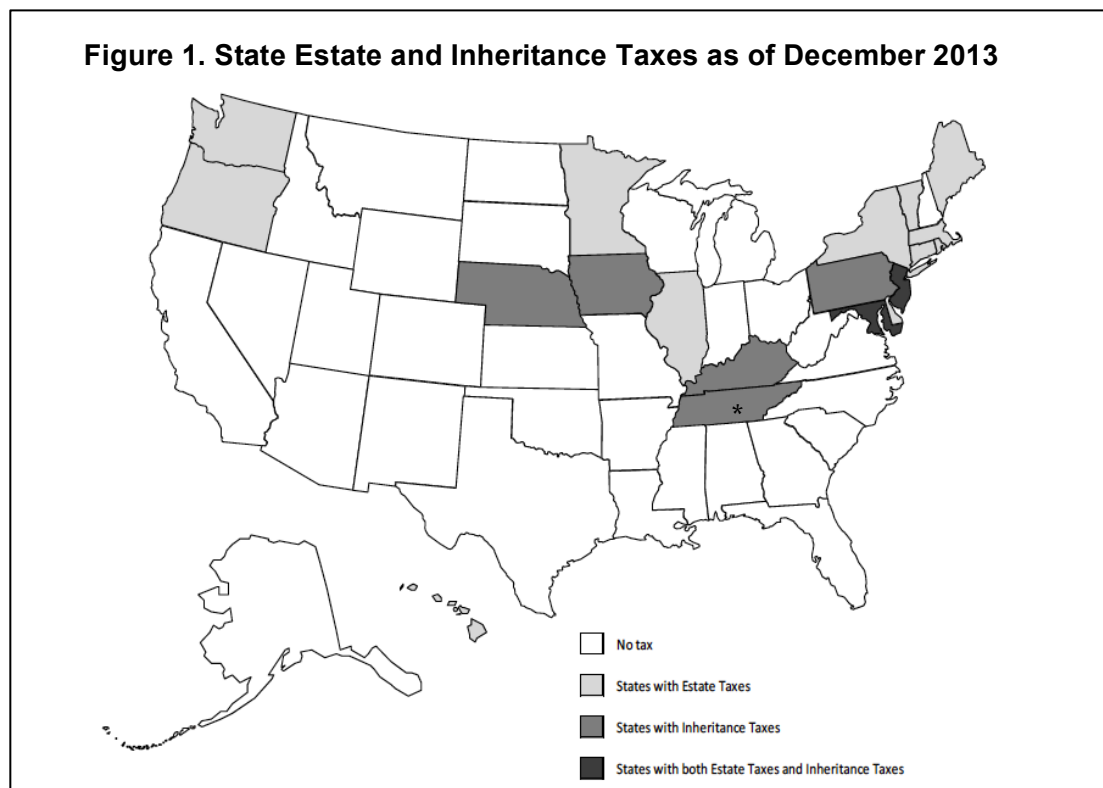 Figure 1. State Estate and Inheritance Taxes as of December 2013
*
No tax
States with Estate Taxes
States with Inheritance Taxes
States with both Estate Taxes and Inheritance Taxes